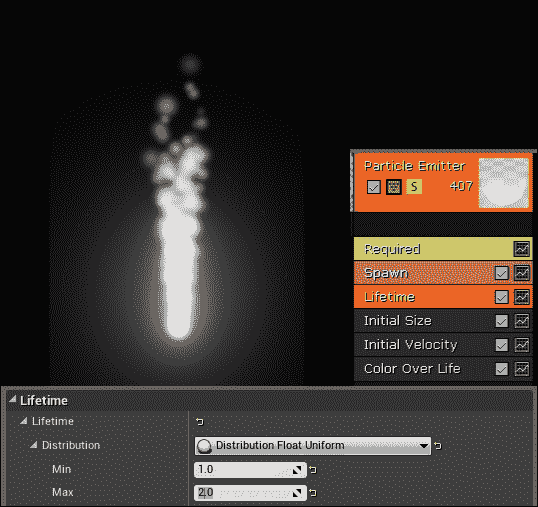 Particle Emitter
S 407
Required
Spawn
Lifetime
Initial Size
Initial Velocity
Color Over Life
Lifetime
Lifetime
Distribution Distribution Float Uniform
Min 1.0
Max 2.0